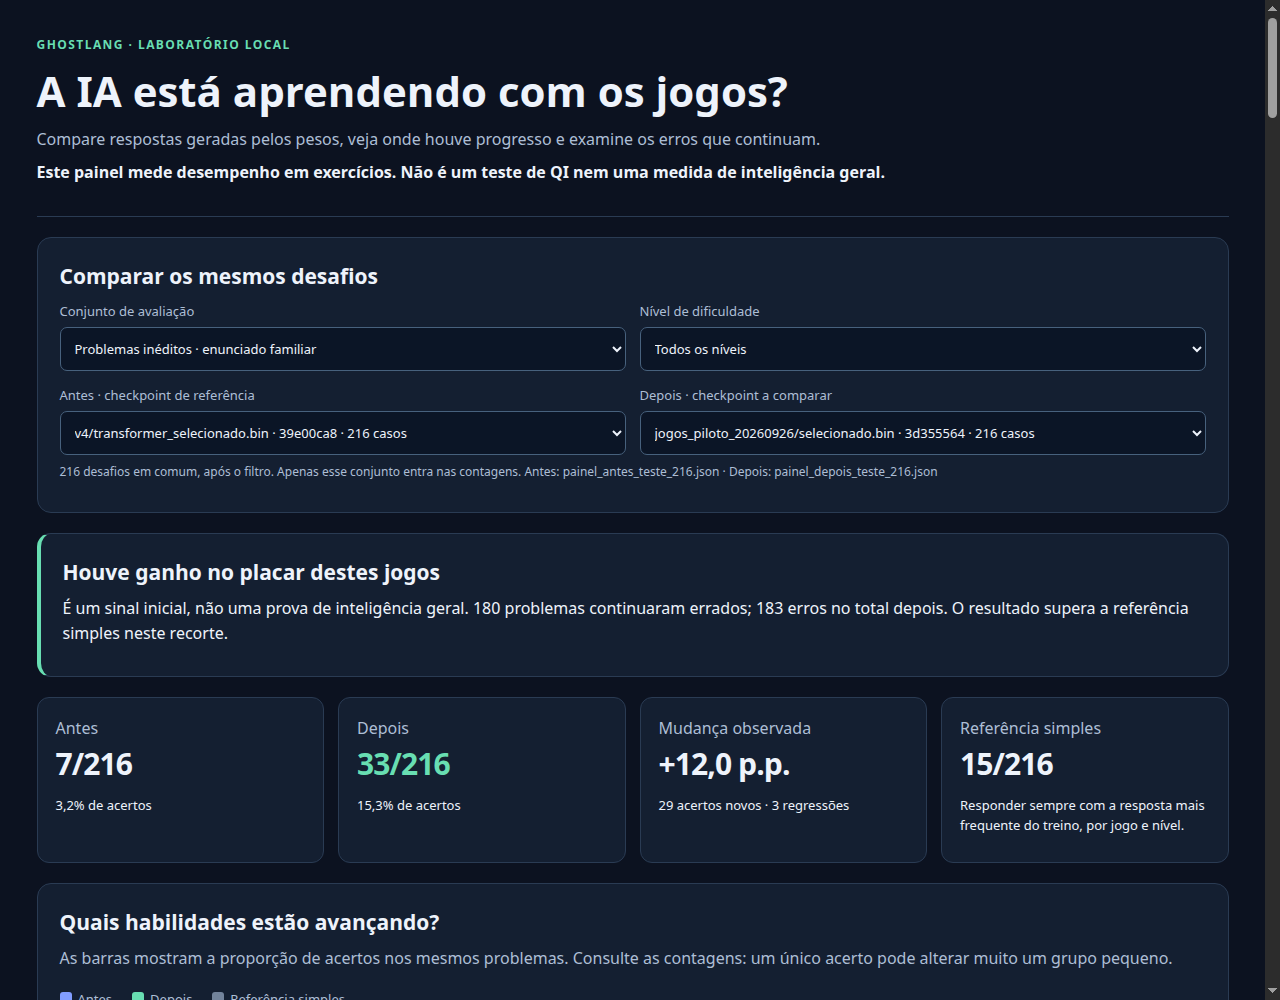 GHOSTLANG · LABORATÓRIO LOCAL
A IA está aprendendo com os jogos?
Compare respostas geradas pelos pesos, veja onde houve progresso e examine os erros que continuam.
Este painel mede desempenho em exercícios. Não é um teste de QI nem uma medida de inteligência geral.
Comparar os mesmos desafios
Conjunto de avaliação
Problemas inéditos · enunciado familiar
Nível de dificuldade
Todos os níveis
Antes · checkpoint de referência
v4/transformer_selecionado.bin · 39e00ca8 · 216 casos
Depois · checkpoint a comparar
jogos_piloto_20260926/selecionado.bin · 3d355564 · 216 casos
216 desafios em comum, após o filtro. Apenas esse conjunto entra nas contagens. Antes: painel_antes_teste_216.json · Depois: painel_depois_teste_216.json
Houve ganho no placar destes jogos
É um sinal inicial, não uma prova de inteligência geral. 180 problemas continuaram errados; 183 erros no total depois. O resultado supera a referência
simples neste recorte.
Antes
7/216
3,2% de acertos
Depois
33/216
15,3% de acertos
Mudança observada
+12,0 p.p.
29 acertos novos · 3 regressões
Referência simples
15/216
Responder sempre com a resposta mais
frequente do treino, por jogo e nível.
Quais habilidades estão avançando?
As barras mostram a proporção de acertos nos mesmos problemas. Consulte as contagens: um único acerto pode alterar muito um grupo pequeno.
Antes Depois Referência simples